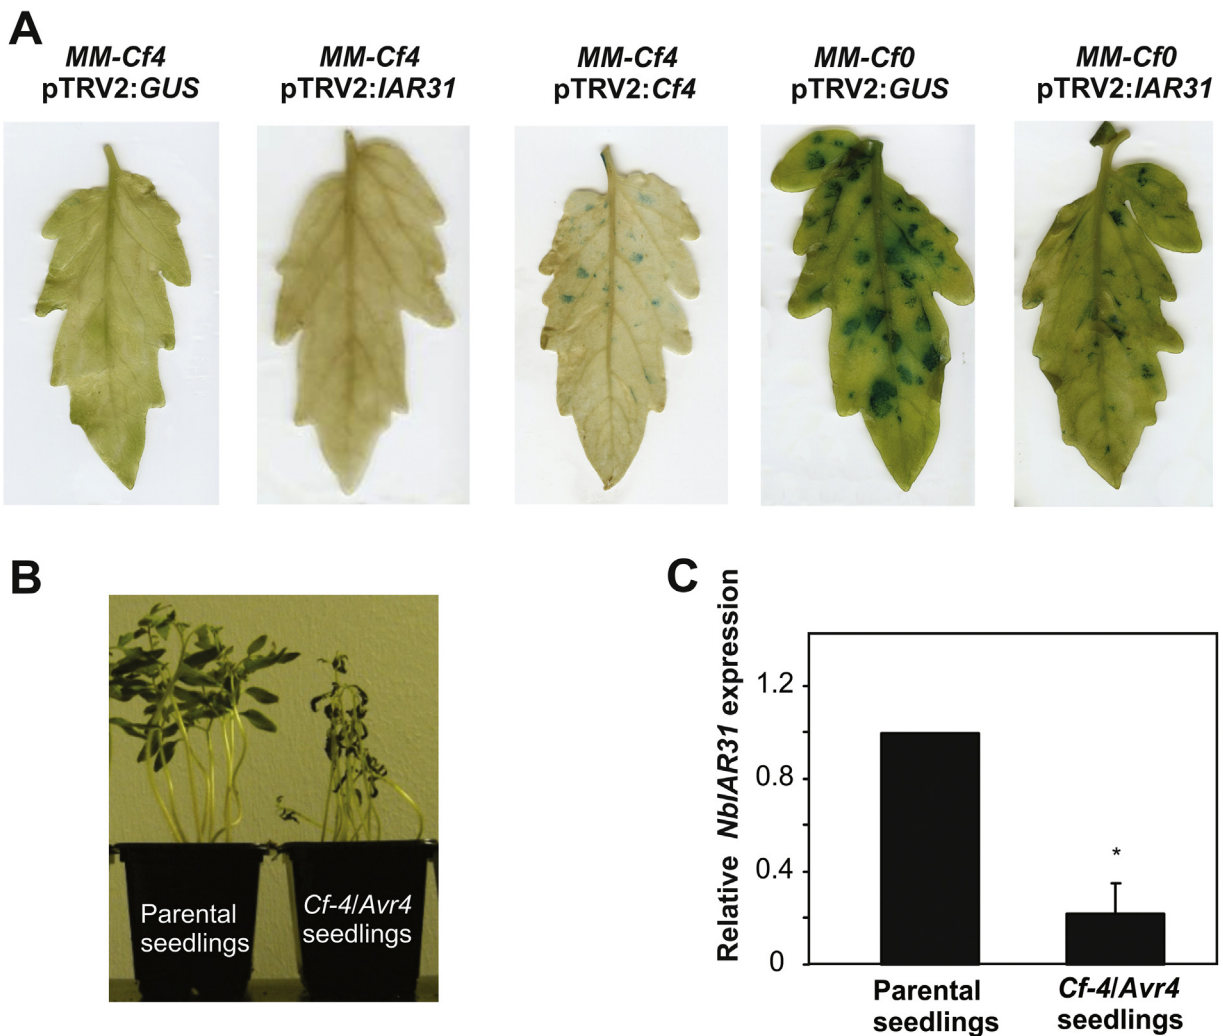 A
MM-Cf4
pTRV2:GUS
MM-Cf4
pTRV2:IAR31
MM-Cf4
pTRV2:Cf4
MM-Cf0
pTRV2:GUS
MM-Cf0
pTRV2:IAR31
B
Parental
seedlings
Cf-4/Avr4
seedlings
C
Relative NbIAR31 expression
1.2
0.8
0.4
0
*
Parental
seedlings
Cf-4/Avr4
seedlings